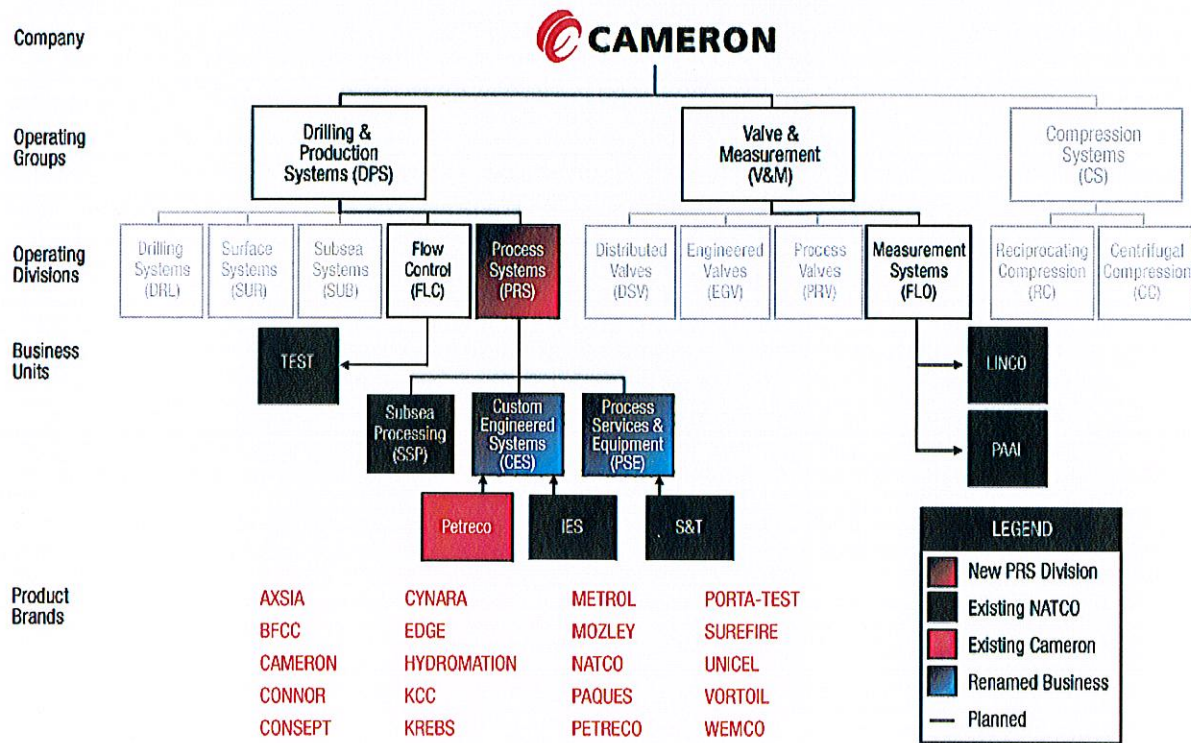 Company
CAMERON
Operating
Groups
Drilling &
Production
Systems (DPS)
Valve &
Measurement
(V&M)
Compression
Systems
(CS)
Operating
Divisions
Drilling
Systems
(DRL)
Surface
Systems
(SUR)
Subsea
Systems
(SUB)
Flow
Control
(FLC)
Process
Systems
(PRS)
Distributed
Valves
(DSV)
Engineered
Valves
(EGV)
Process
Valves
(PRV)
Measurement
Systems
(FLO)
Reciprocating
Compression
(RC)
Centrifugal
Compression
(CC)
Business
Units
TEST
LINCO
Subsea
Processing
(SSP)
Custom
Engineered
Systems
(CES)
Process
Services &
Equipment
(PSE)
PAAI
Petreco
IES
S&T
LEGEND
New PRS Division
Existing NATCO
Existing Cameron
Renamed Business
Planned
Product
Brands
AXSIA
CYNARA
METROL
PORTA-TEST
BFCC
EDGE
MOZLEY
SUREFIRE
CAMERON
HYDROMATION
NATCO
UNICEL
CONNOR
KCC
PAQUES
VORTOIL
CONSEPT
KREBS
PETRECO
WEMCO